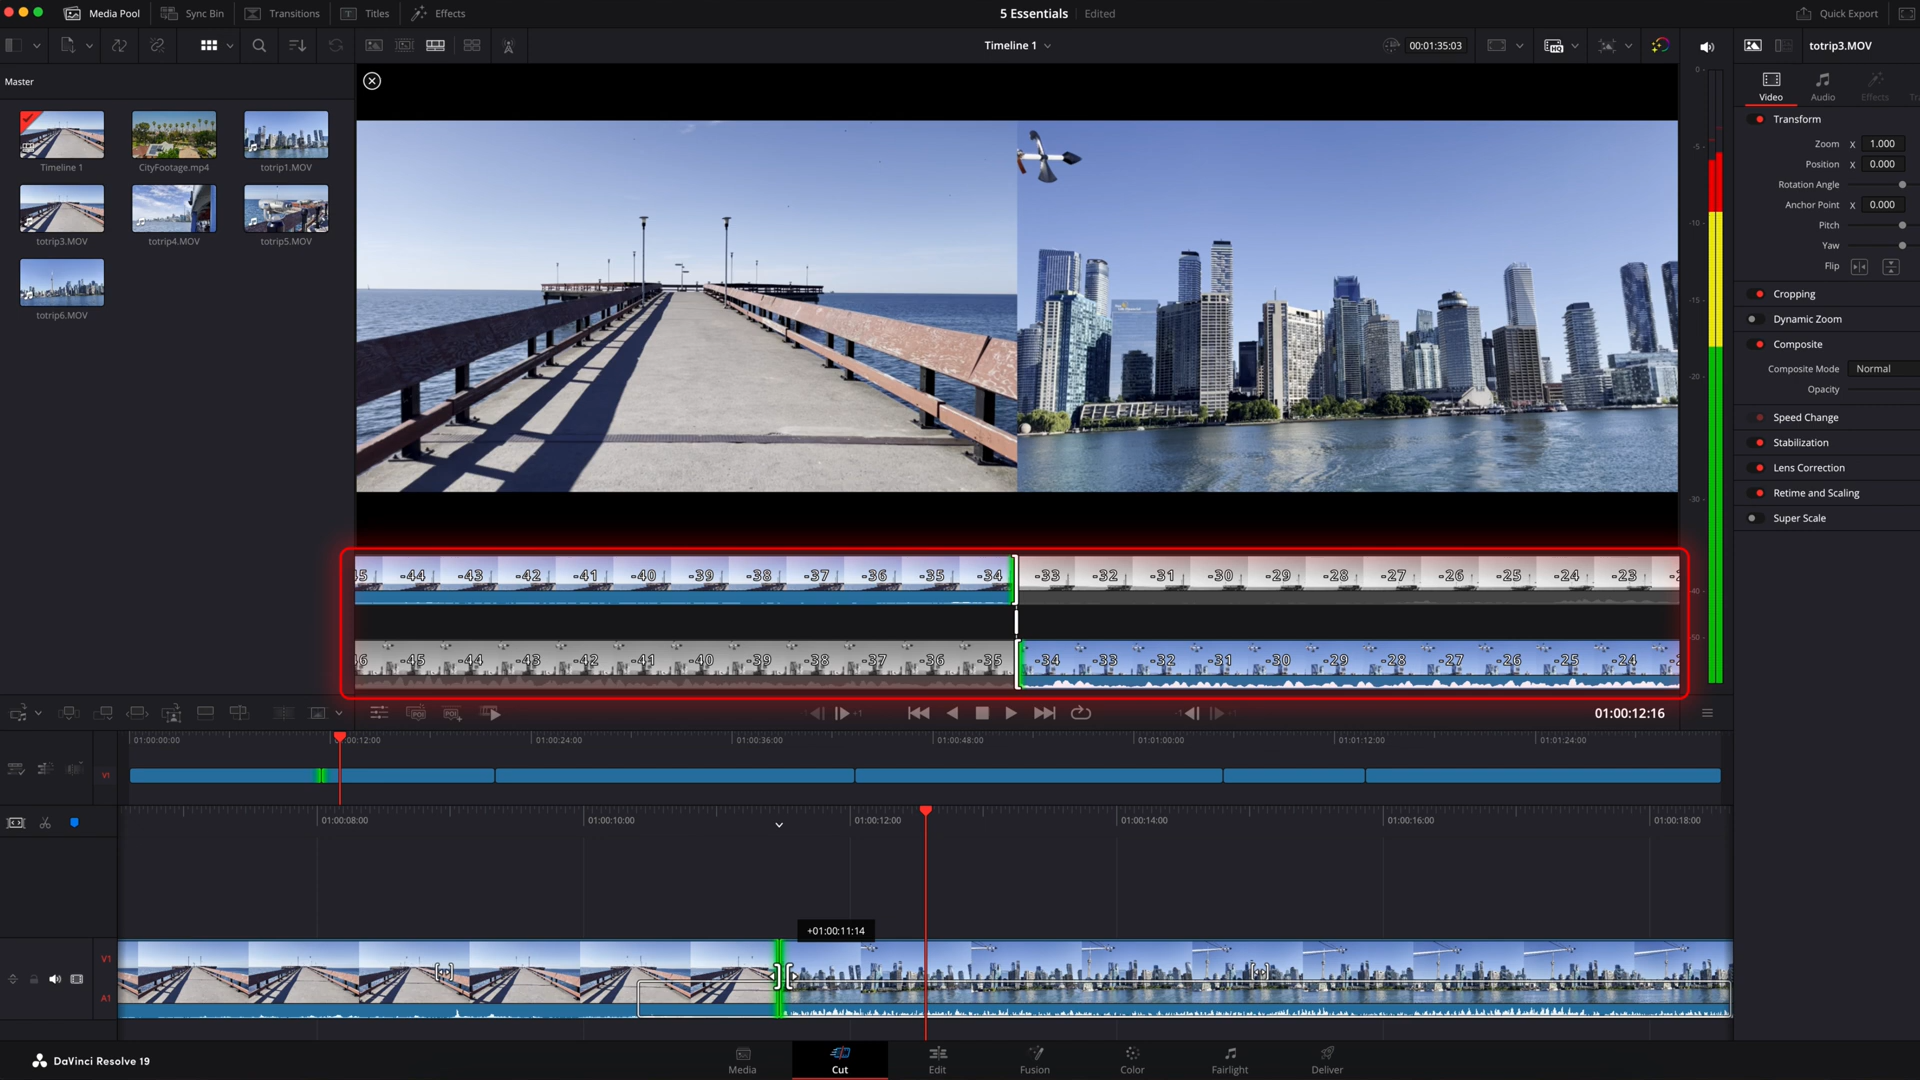 Media Pool
Sync Bin
Transitions
Titles
Effects
5 Essentials
Edited
Quick Export
Timeline 1
00:01:35:03
totrip3.MOV
Master
Timeline 1
CityFootage.mp4
totrip1.MOV
totrip3.MOV
totrip4.MOV
totrip5.MOV
totrip6.MOV
0
-5
-10
-15
-20
-30
-40
-50
Video
Audio
Effects
Transform
Zoom X 1.000
Position X 0.000
Rotation Angle
Anchor Point X 0.000
Pitch
Yaw
Flip
Cropping
Dynamic Zoom
Composite
Composite Mode Normal
Opacity
Speed Change
Stabilization
Lens Correction
Retime and Scaling
Super Scale
-44 -43 -42 -41 -40 -39 -38 -37 -36 -35 -34 -33 -32 -31 -30 -29 -28 -27 -26 -25 -24 -23
-45 -44 -43 -42 -41 -40 -39 -38 -37 -36 -35 -34 -33 -32 -31 -30 -29 -28 -27 -26 -25 -24
01:00:12:16
01:00:00:00
:00:12:00
01:00:24:00
01:00:36:00
01:00:48:00
01:01:00:00
01:01:12:00
01:01:24:00
V1
01:00:08:00
01:00:10:00
01:00:12:00
01:00:14:00
01:00:16:00
01:00:18:00
+01:00:11:14
V1
A1
DaVinci Resolve 19
Media
Cut
Edit
Fusion
Color
Fairlight
Deliver